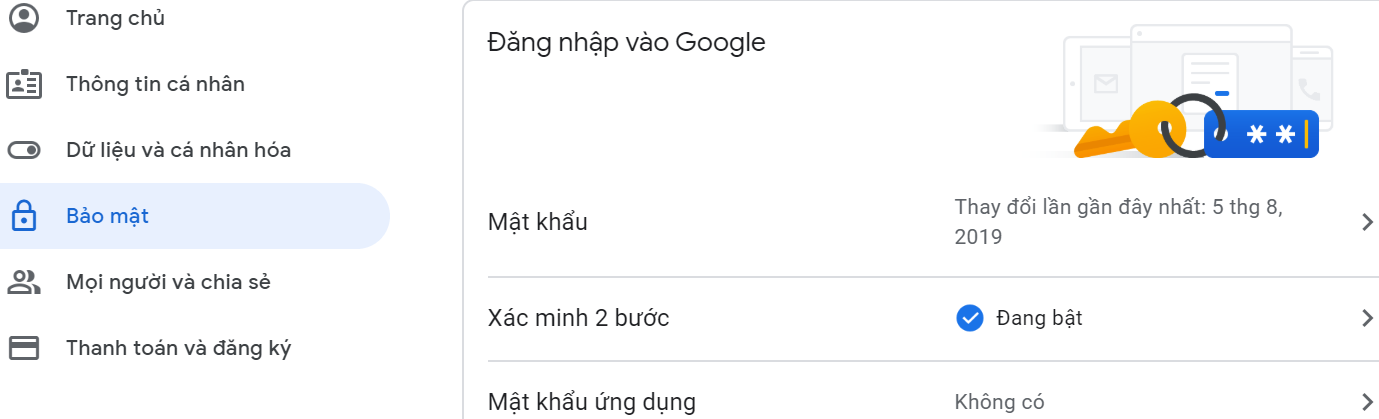 Trang chủ
Thông tin cá nhân
Dữ liệu và cá nhân hóa
Bảo mật
Mọi người và chia sẻ
Thanh toán và đăng ký
Đăng nhập vào Google
**
Mật khẩu
Thay đổi lần gần đây nhất: 5 thg 8,
2019
Xác minh 2 bước
Đang bật
Mật khẩu ứng dụng
Không có